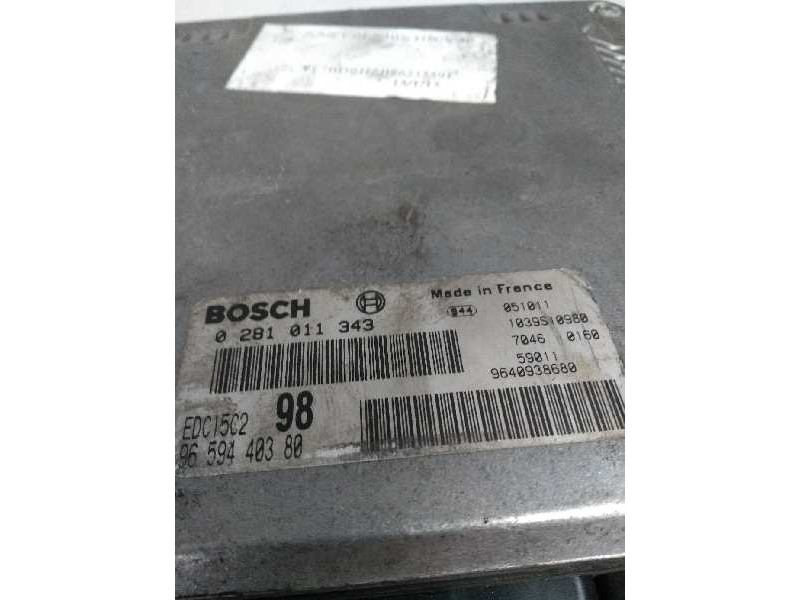 BOSCH
0 281 011 343
Made in France
944 051011
1039S10980
7046 0160
59011
9640938680
EDC15C2 98
96 594 403 80